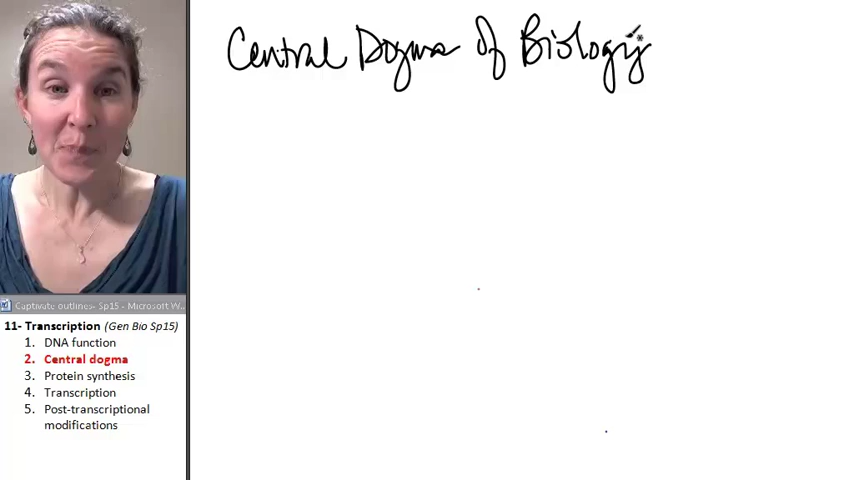 Central Dogma of Biology
Captivate outlines- Sp15 - Microsoft W.
11- Transcription (Gen Bio Sp15)
1. DNA function
2. Central dogma
3. Protein synthesis
4. Transcription
5. Post-transcriptional
modifications